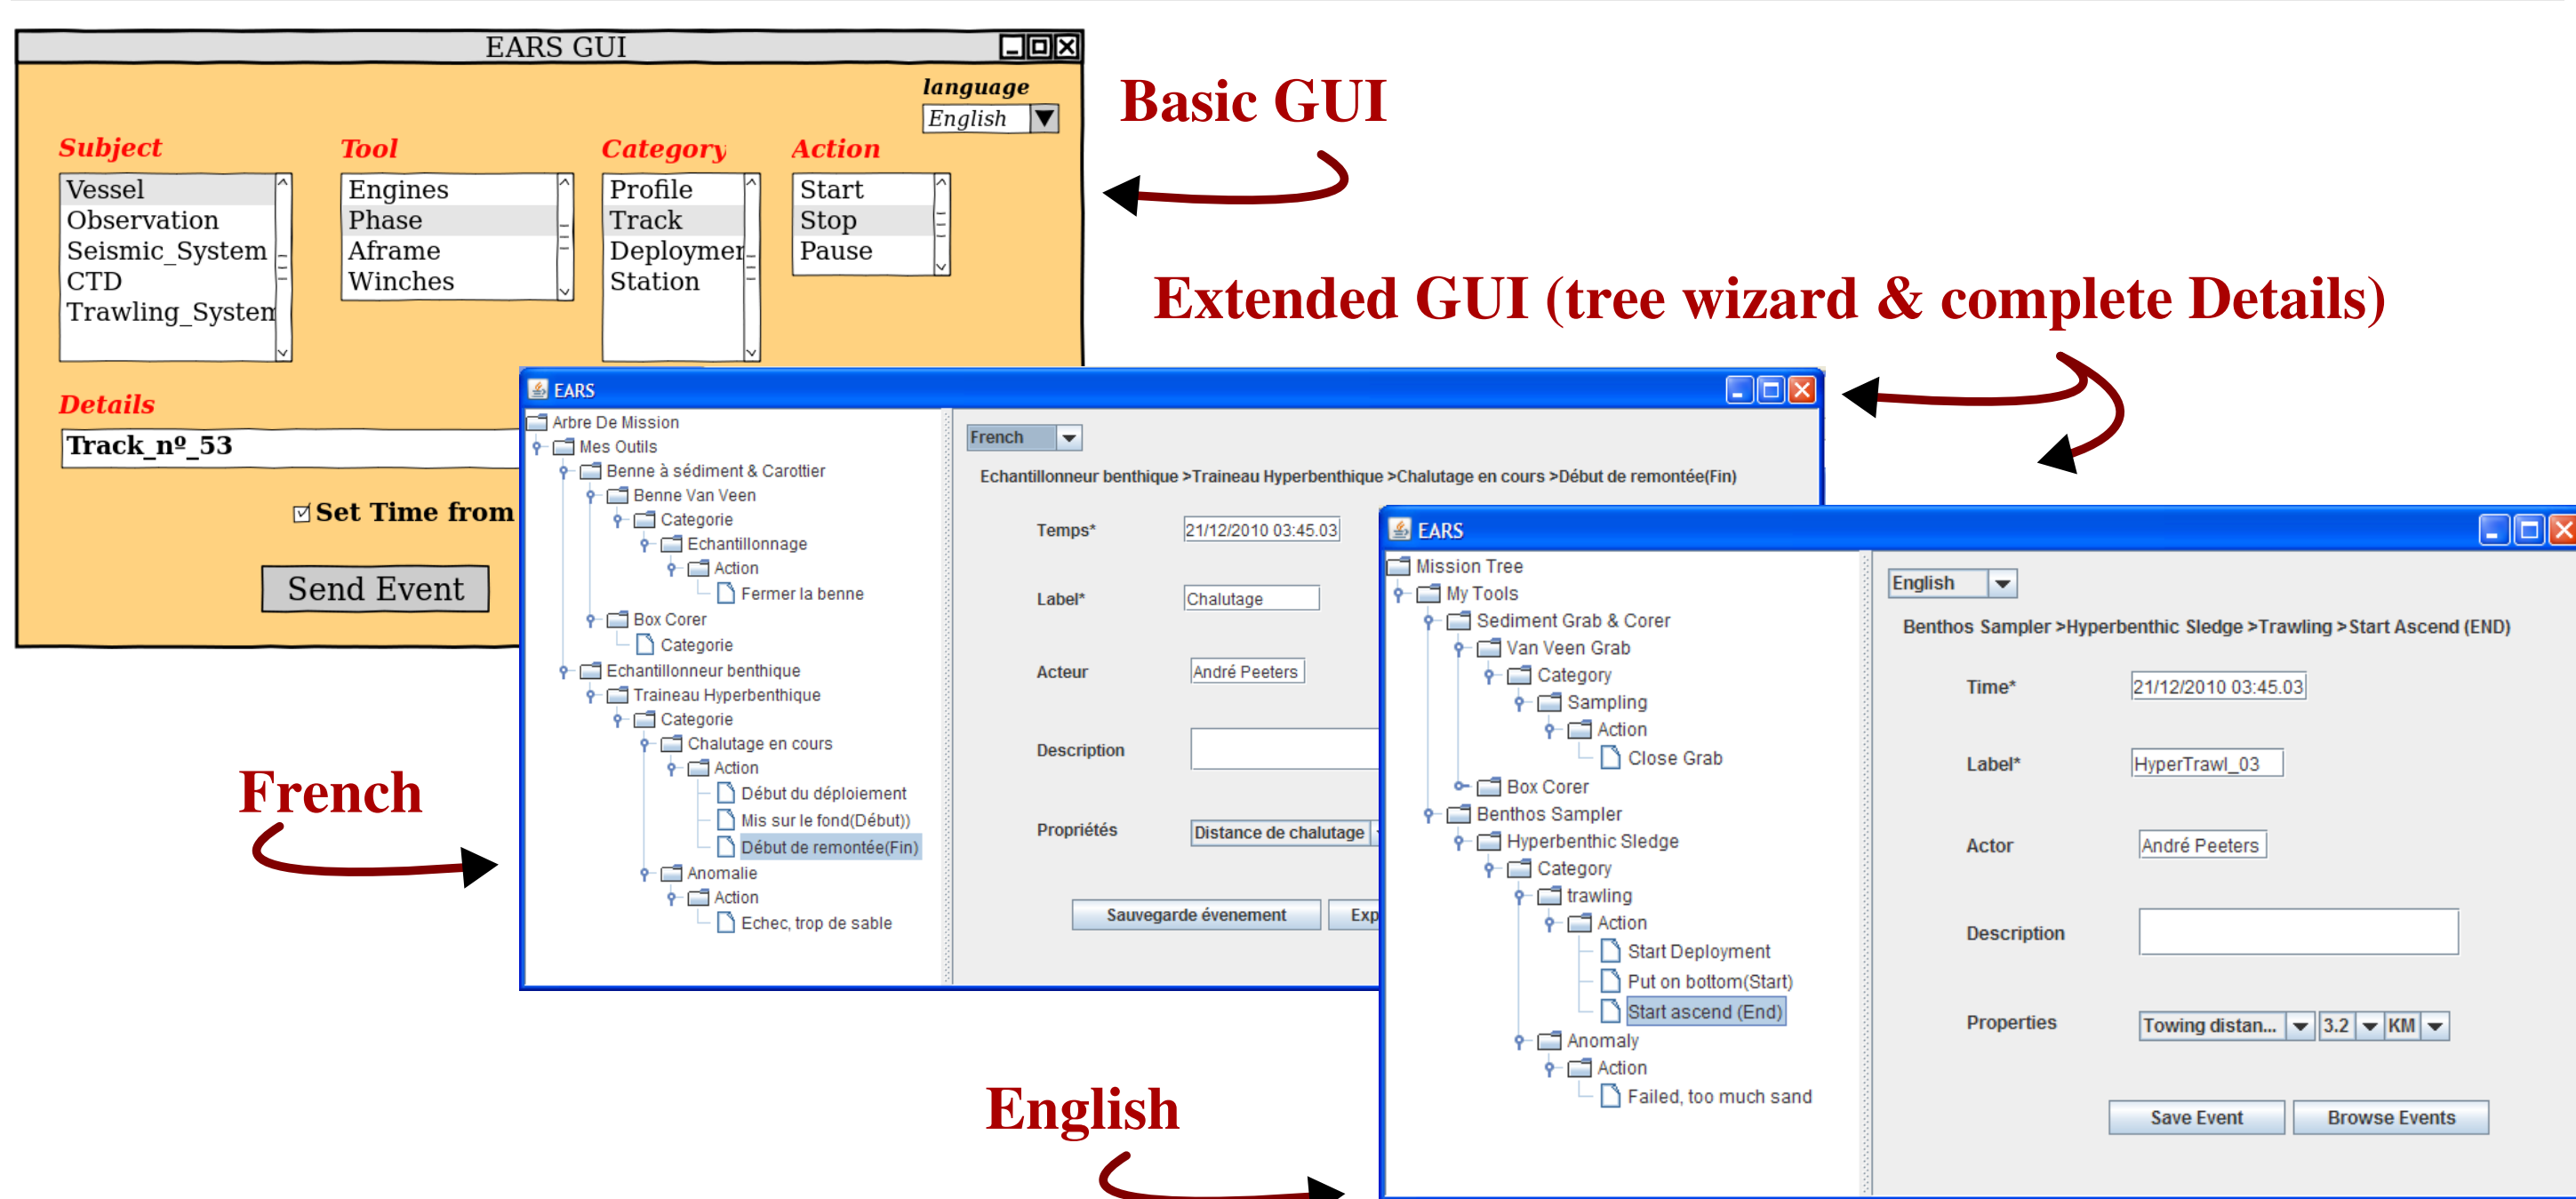 EARS GUI
language
English
Subject
Tool
Category
Action
Vessel
Observation
Seismic_System
CTD
Trawling_System
Engines
Phase
Aframe
Winches
Profile
Track
Deploymen
Station
Start
Stop
Pause
Details
Track_nº_53
Set Time from
Send Event
Basic GUI
Extended GUI (tree wizard & complete Details)
EARS
Arbre De Mission
Mes Outils
Benne à sédiment & Carottier
Benne Van Veen
Categorie
Echantillonnage
Action
Fermer la benne
Box Corer
Categorie
Echantillonneur benthique
Traineau Hyperbenthique
Categorie
Chalutage en cours
Action
Début du déploiement
Mis sur le fond(Début))
Début de remontée(Fin)
Anomalie
Action
Echec, trop de sable
French
Echantillonneur benthique >Traineau Hyperbenthique >Chalutage en cours >Début de remontée(Fin)
Temps* 21/12/2010 03:45.03
Label* Chalutage
Acteur André Peeters
Description
Propriétés Distance de chalutage
Sauvegarde évenement Exp
French
EARS
Mission Tree
My Tools
Sediment Grab & Corer
Van Veen Grab
Category
Sampling
Action
Close Grab
Box Corer
Benthos Sampler
Hyperbenthic Sledge
Category
trawling
Action
Start Deployment
Put on bottom(Start)
Start ascend (End)
Anomaly
Action
Failed, too much sand
English
Benthos Sampler >Hyperbenthic Sledge >Trawling >Start Ascend (END)
Time* 21/12/2010 03:45.03
Label* HyperTrawl_03
Actor André Peeters
Description
Properties Towing distan... 3.2 KM
Save Event Browse Events
English